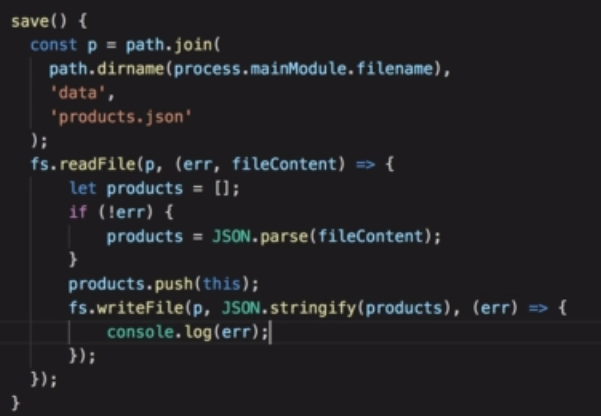 save() {
  const p = path.join(
    path.dirname(process.mainModule.filename),
    'data',
    'products.json'
  );
  fs.readFile(p, (err, fileContent) => {
      let products = [];
      if (!err) {
          products = JSON.parse(fileContent);
      }
      products.push(this);
      fs.writeFile(p, JSON.stringify(products), (err) => {
          console.log(err);
      });
  });
}